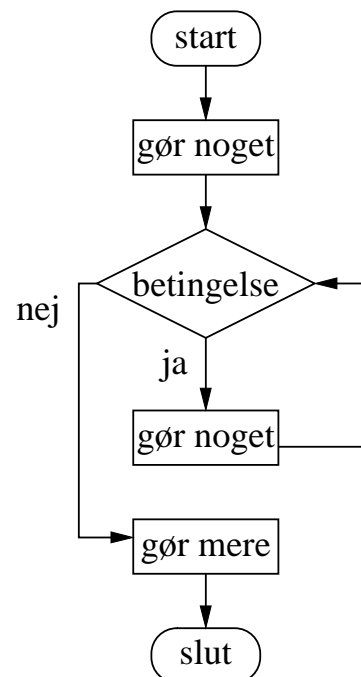 start
gør noget
betingelse
nej
ja
gør noget
gør mere
slut